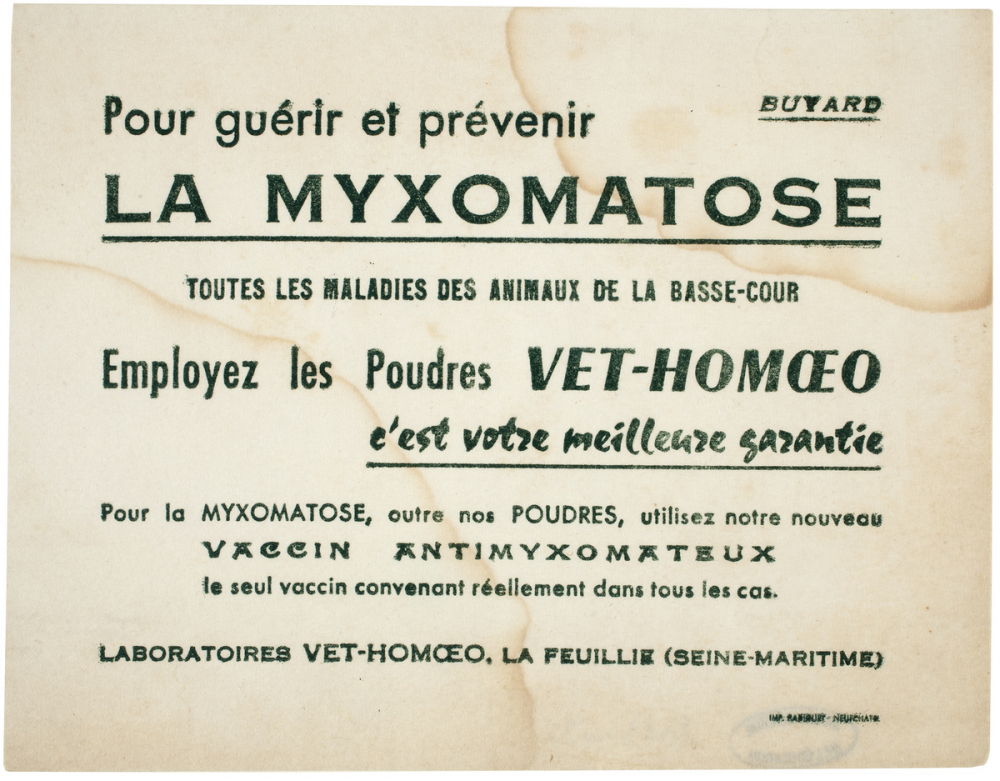 Pour guérir et prévenir
BUVARD
LA MYXOMATOSE
TOUTES LES MALADIES DES ANIMAUX DE LA BASSE-COUR
Employez les Poudres VET-HOMŒO
c'est votre meilleure garantie
Pour la MYXOMATOSE, outre nos POUDRES, utilisez notre nouveau
VACCIN ANTIMYXOMATEUX
le seul vaccin convenant réellement dans tous les cas.
LABORATOIRES VET-HOMŒO, LA FEUILLIE (SEINE-MARITIME)
IMP.